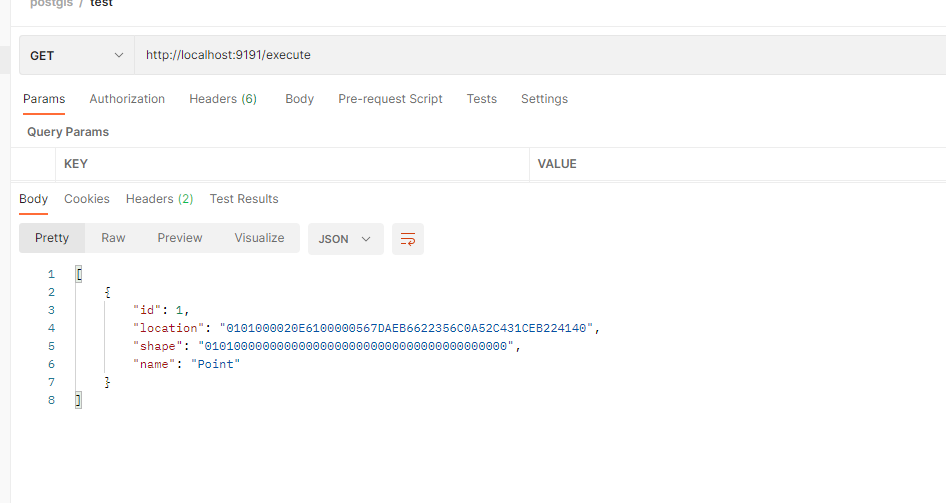 postgis / test
GET http://localhost:9191/execute
Params Authorization Headers (6) Body Pre-request Script Tests Settings
Query Params
KEY VALUE
Body Cookies Headers (2) Test Results
Pretty Raw Preview Visualize JSON
1 [
2 {
3 "id": 1,
4 "location": "0101000020E6100000567DAEB6622356C0A52C431CEB224140",
5 "shape": "010100000000000000000000000000000000000000",
6 "name": "Point"
7 }
8 ]